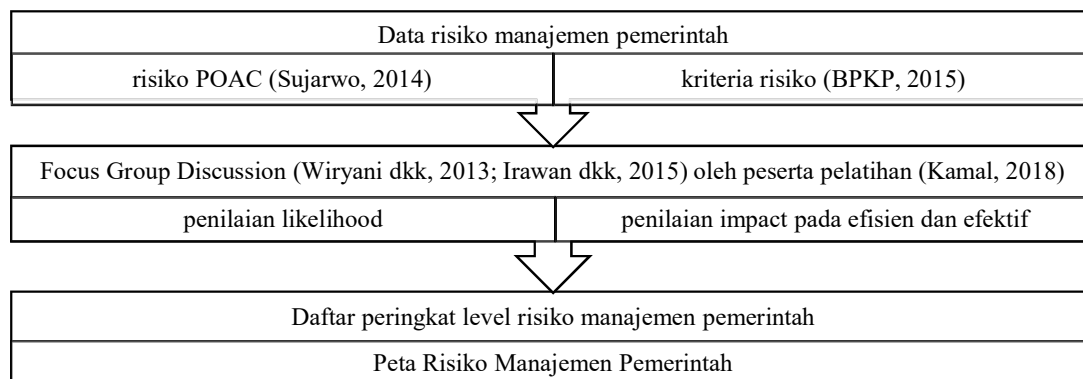 Data risiko manajemen pemerintah
risiko POAC (Sujarwo, 2014)
kriteria risiko (BPKP, 2015)
Focus Group Discussion (Wiryani dkk, 2013; Irawan dkk, 2015) oleh peserta pelatihan (Kamal, 2018)
penilaian likelihood
penilaian impact pada efisien dan efektif
Daftar peringkat level risiko manajemen pemerintah
Peta Risiko Manajemen Pemerintah